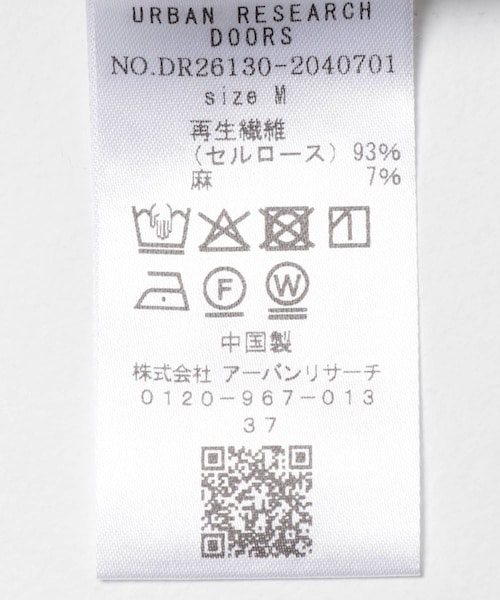 URBAN RESEARCH
DOORS
NO.DR26130-2040701
size M
再生繊維
(セルロース) 93%
麻 7%
F W
中国製
株式会社 アーバンリサーチ
0120-967-013
37